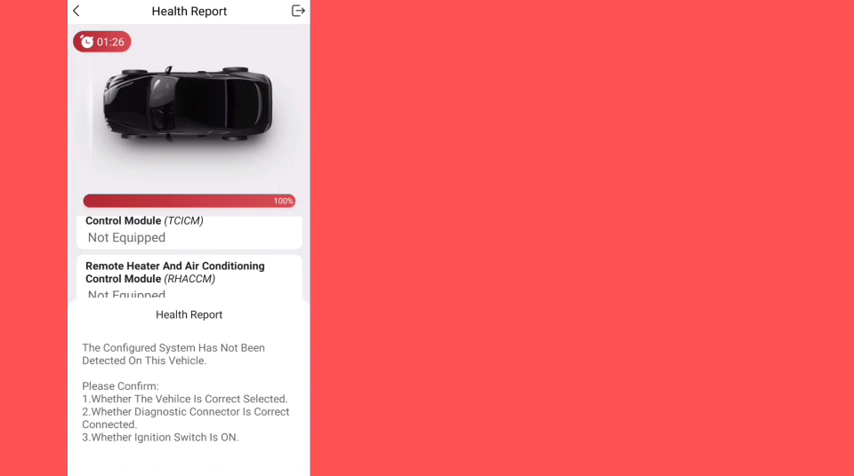 Health Report
01:26
100%
Control Module (TCICM)
Not Equipped
Remote Heater And Air Conditioning
Control Module (RHACCM)
Not Equipped
Health Report
The Configured System Has Not Been
Detected On This Vehicle.
Please Confirm:
1.Whether The Vehilce Is Correct Selected.
2.Whether Diagnostic Connector Is Correct
Connected.
3.Whether Ignition Switch Is ON.